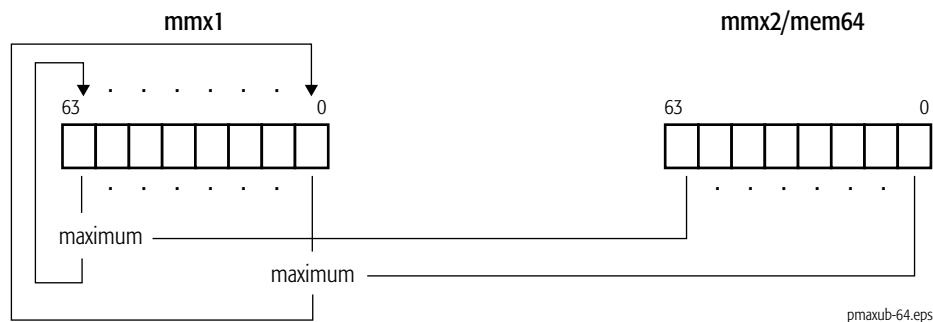 mmx1 mmx2/mem64
63 0 63 0
maximum
maximum
pmaxub-64.eps